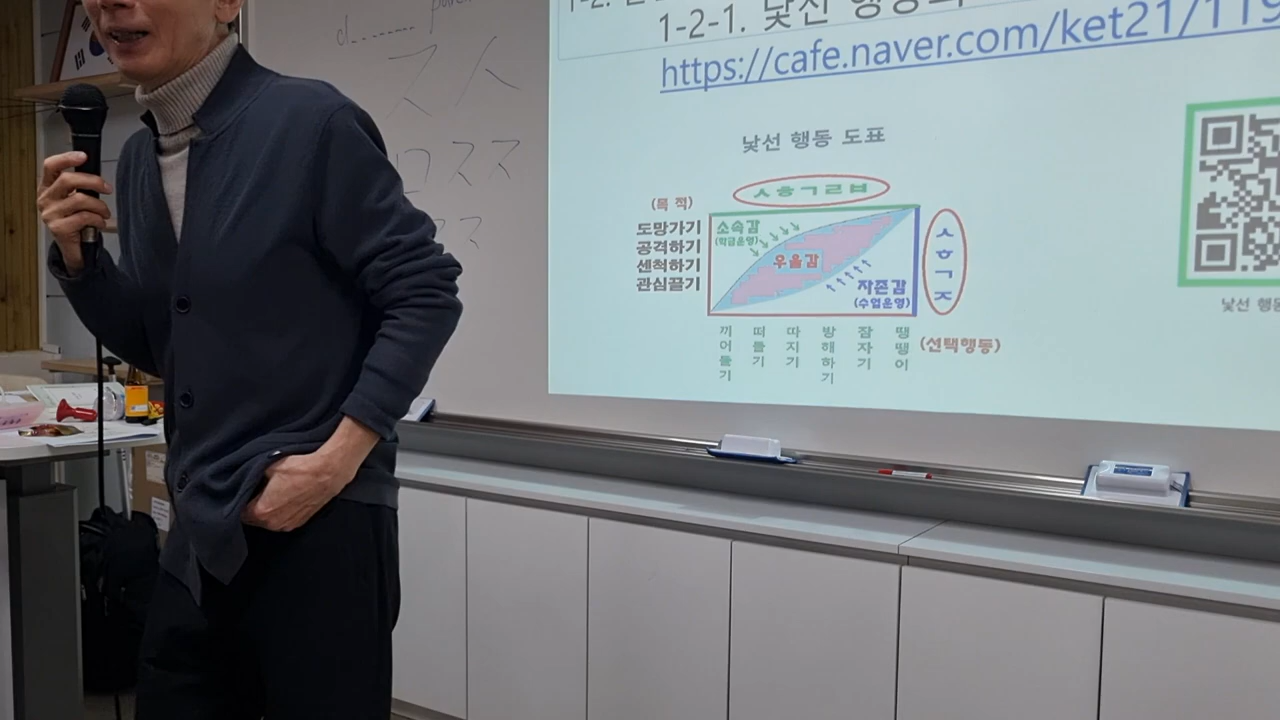 d
ㅈ ㅅ
ㅁ ㅈ ㅈ
ㅈ ㅈ
1-2.
1-2-1. 낯선 행동
https://cafe.naver.com/ket21/119
낯선 행동 도표
ㅅㅎㄱㄹㅂ
(목 적)
도망가기
공격하기
센척하기
관심끌기
소속감
(학급운영)
우울감
자존감
(수업운영)
ㅅㅎㄱㅈ
끼어들기
떠들기
따지기
방해하기
잠자기
땡땡이
(선택행동)
낯선 행동